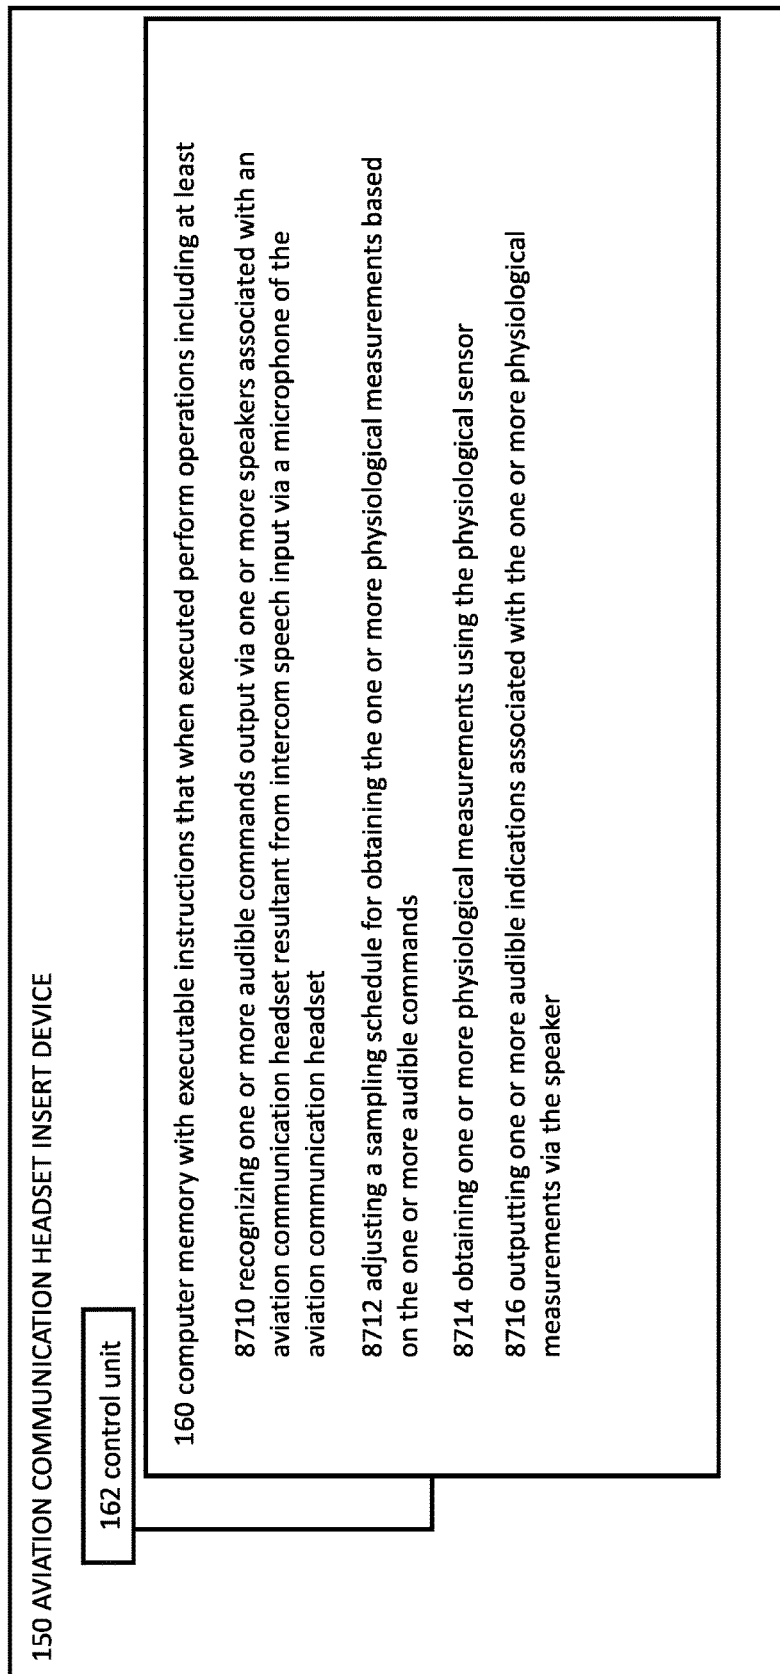 150 AVIATION COMMUNICATION HEADSET INSERT DEVICE
162 control unit
160 computer memory with executable instructions that when executed perform operations including at least
8710 recognizing one or more audible commands output via one or more speakers associated with an
aviation communication headset resultant from intercom speech input via a microphone of the
aviation communication headset
8712 adjusting a sampling schedule for obtaining the one or more physiological measurements based
on the one or more audible commands
8714 obtaining one or more physiological measurements using the physiological sensor
8716 outputting one or more audible indications associated with the one or more physiological
measurements via the speaker